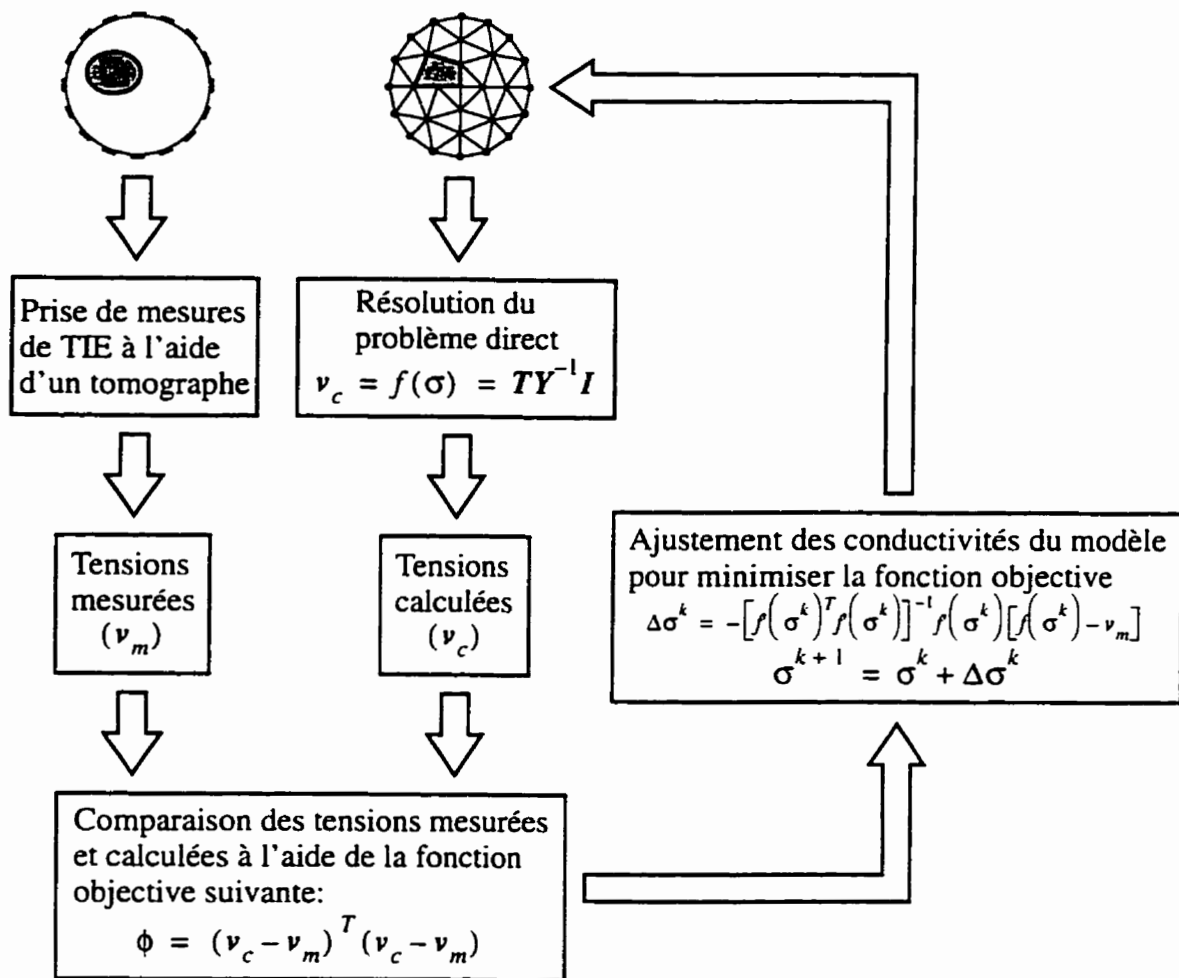 Prise de mesures
de TIE à l'aide
d'un tomographe
Résolution du
problème direct
v_c = f(σ) = TY^{-1}I
Tensions
mesurées
(v_m)
Tensions
calculées
(v_c)
Ajustement des conductivités du modèle
pour minimiser la fonction objective
Δσ^k = -[f(σ^k)^T f(σ^k)]^{-1} f(σ^k)[f(σ^k) - v_m]
σ^{k+1} = σ^k + Δσ^k
Comparaison des tensions mesurées
et calculées à l'aide de la fonction
objective suivante:
ϕ = (v_c - v_m)^T (v_c - v_m)